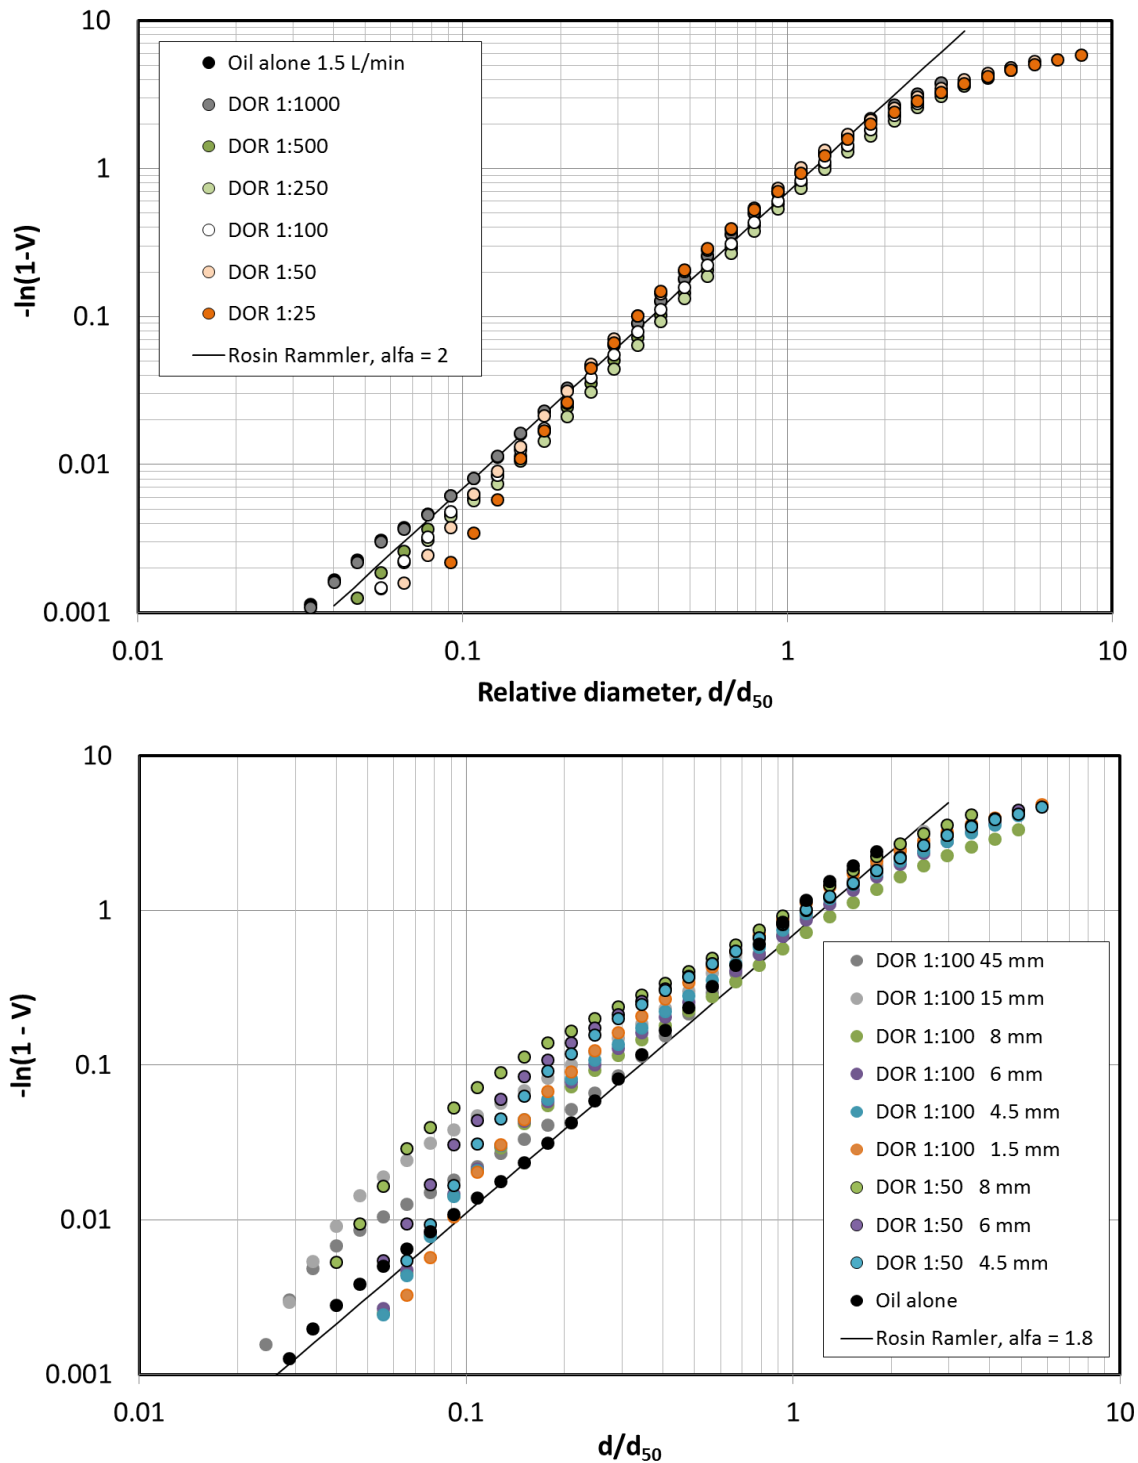 10
1
0.1
0.01
0.001
-ln(1-V)
Oil alone 1.5 L/min
DOR 1:1000
DOR 1:500
DOR 1:250
DOR 1:100
DOR 1:50
DOR 1:25
Rosin Rammler, alfa = 2
0.01 0.1 1 10
Relative diameter, d/d50
10
1
0.1
0.01
0.001
-ln(1 - V)
DOR 1:100 45 mm
DOR 1:100 15 mm
DOR 1:100 8 mm
DOR 1:100 6 mm
DOR 1:100 4.5 mm
DOR 1:100 1.5 mm
DOR 1:50 8 mm
DOR 1:50 6 mm
DOR 1:50 4.5 mm
Oil alone
Rosin Ramler, alfa = 1.8
0.01 0.1 1 10
d/d50